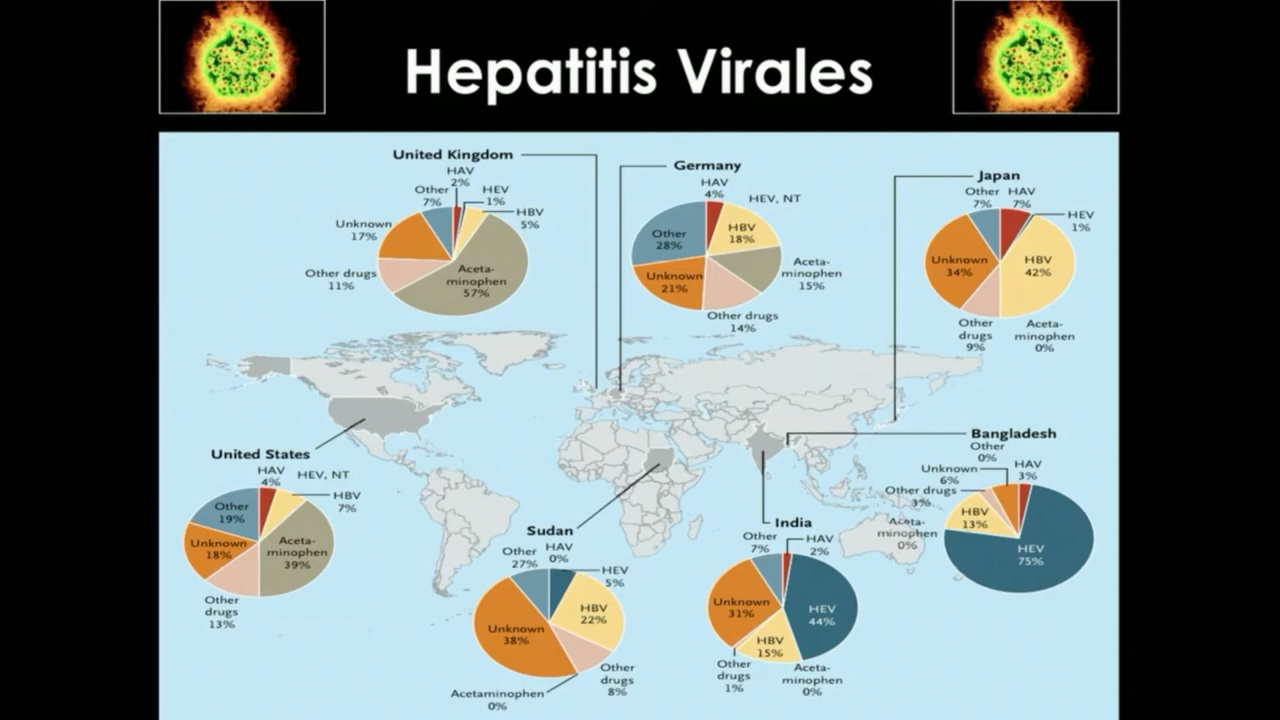 Hepatitis Virales
United Kingdom
HAV
2%
Other
7%
HEV
1%
HBV
5%
Unknown
17%
Other drugs
11%
Aceta-
minophen
57%
Germany
HAV
4%
HEV, NT
HBV
18%
Other
28%
Aceta-
minophen
15%
Unknown
21%
Other drugs
14%
Japan
Other
7%
HAV
7%
HEV
1%
Unknown
34%
HBV
42%
Other
drugs
9%
Aceta-
minophen
0%
United States
HAV
4%
HEV, NT
HBV
7%
Other
19%
Unknown
18%
Aceta-
minophen
39%
Other
drugs
13%
Sudan
Other
27%
HAV
0%
HEV
5%
HBV
22%
Unknown
38%
Other
drugs
8%
Acetaminophen
0%
India
Other
7%
HAV
2%
Unknown
31%
HEV
44%
HBV
15%
Other
drugs
1%
Aceta-
minophen
0%
Bangladesh
Other
0%
HAV
3%
Unknown
6%
Other drugs
3%
HBV
13%
Aceta-
minophen
0%
HEV
75%